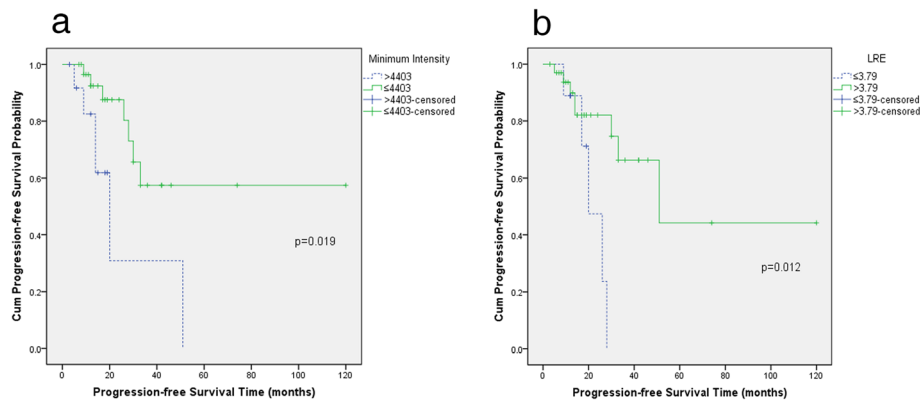 a
Minimum Intensity
>4403
≤4403
>4403-censored
≤4403-censored
Cum Progression-free Survival Probability
1.0
0.8
0.6
0.4
0.2
0.0
p=0.019
0 20 40 60 80 100 120
Progression-free Survival Time (months)
b
LRE
≤3.79
>3.79
≤3.79-censored
>3.79-censored
Cum Progression-free Survival Probability
1.0
0.8
0.6
0.4
0.2
0.0
p=0.012
0 20 40 60 80 100 120
Progression-free Survival Time (months)